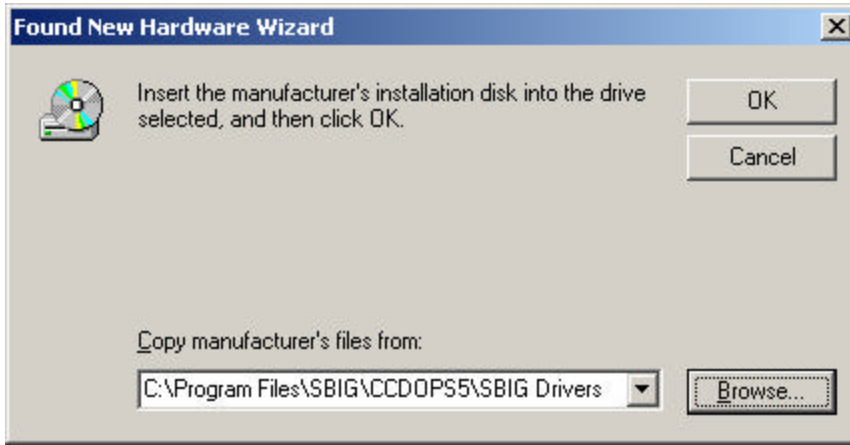 Found New Hardware Wizard
Insert the manufacturer's installation disk into the drive
selected, and then click OK.
OK
Cancel
Copy manufacturer's files from:
C:\Program Files\SBIG\CCDOPS5\SBIG Drivers
Browse...